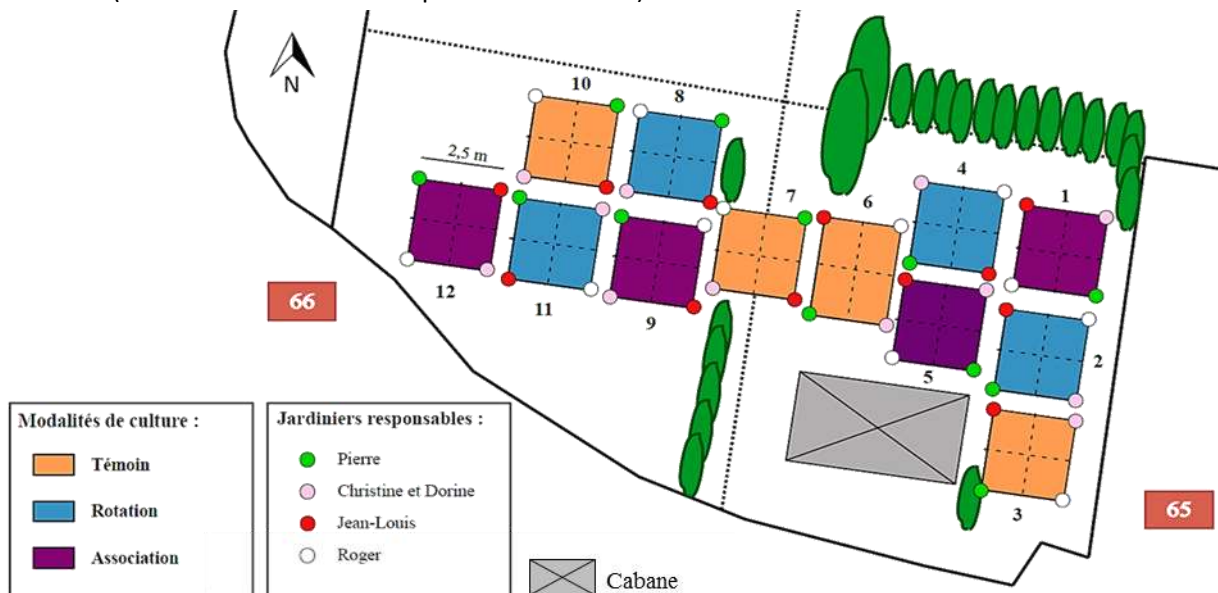 10
8
N
2,5 m
4
7
6
1
12
11
9
66
5
2
3
65
Modalités de culture :
Témoin
Rotation
Association
Jardiniers responsables :
Pierre
Christine et Dorine
Jean-Louis
Roger
Cabane